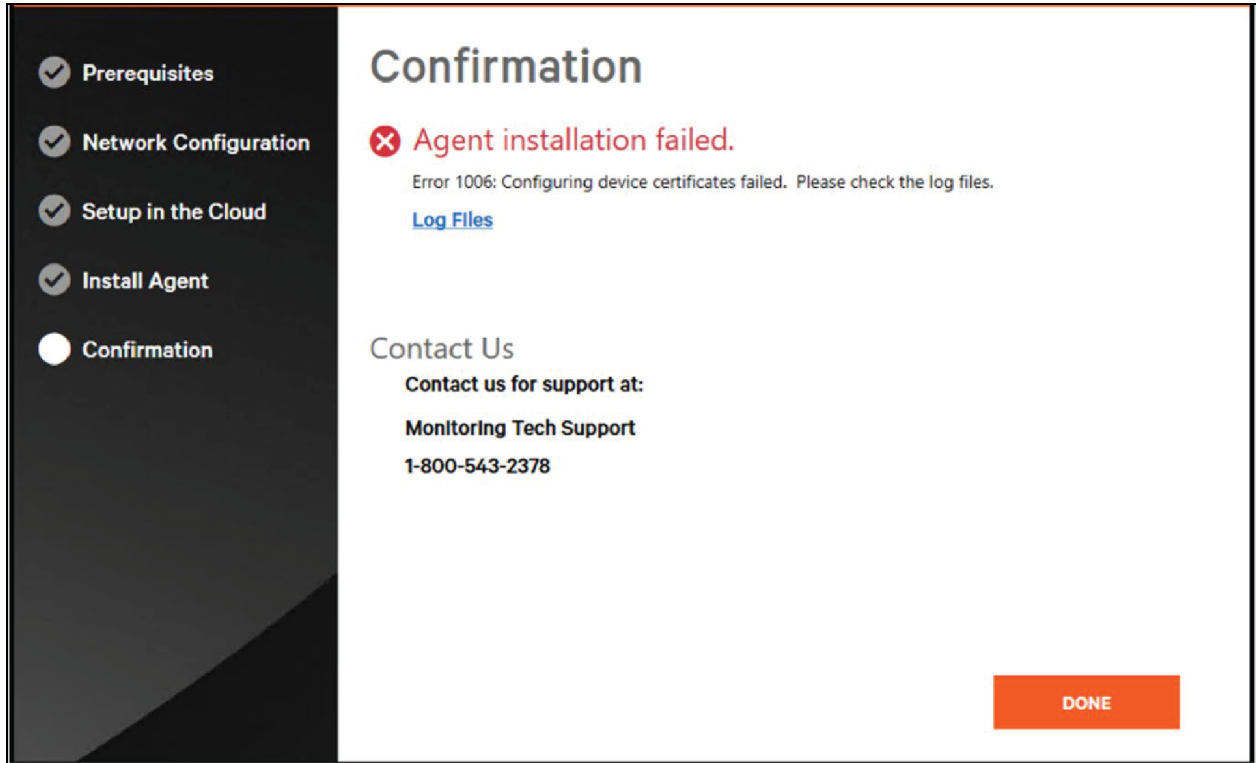 Prerequisites
Network Configuration
Setup in the Cloud
Install Agent
Confirmation
Confirmation
Agent installation failed.
Error 1006: Configuring device certificates failed. Please check the log files.
Log Files
Contact Us
Contact us for support at:
Monitoring Tech Support
1-800-543-2378
DONE